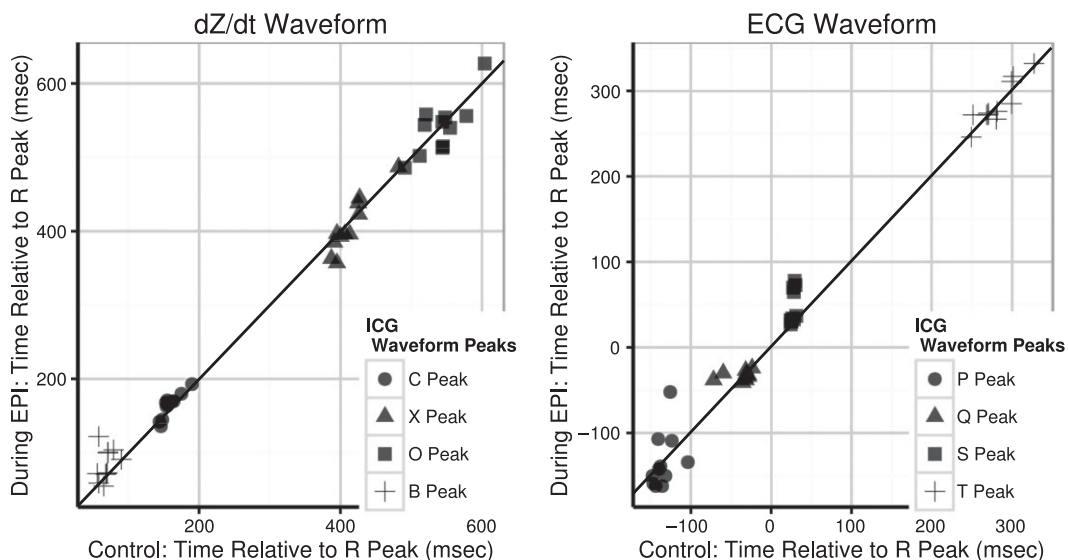 dZ/dt Waveform
During EPI: Time Relative to R Peak (msec)
600
400
200
200
400
600
Control: Time Relative to R Peak (msec)
ICG
Waveform Peaks
C Peak
X Peak
O Peak
B Peak
ECG Waveform
During EPI: Time Relative to R Peak (msec)
300
200
100
0
−100
−100
0
100
200
300
Control: Time Relative to R Peak (msec)
ICG
Waveform Peaks
P Peak
Q Peak
S Peak
T Peak